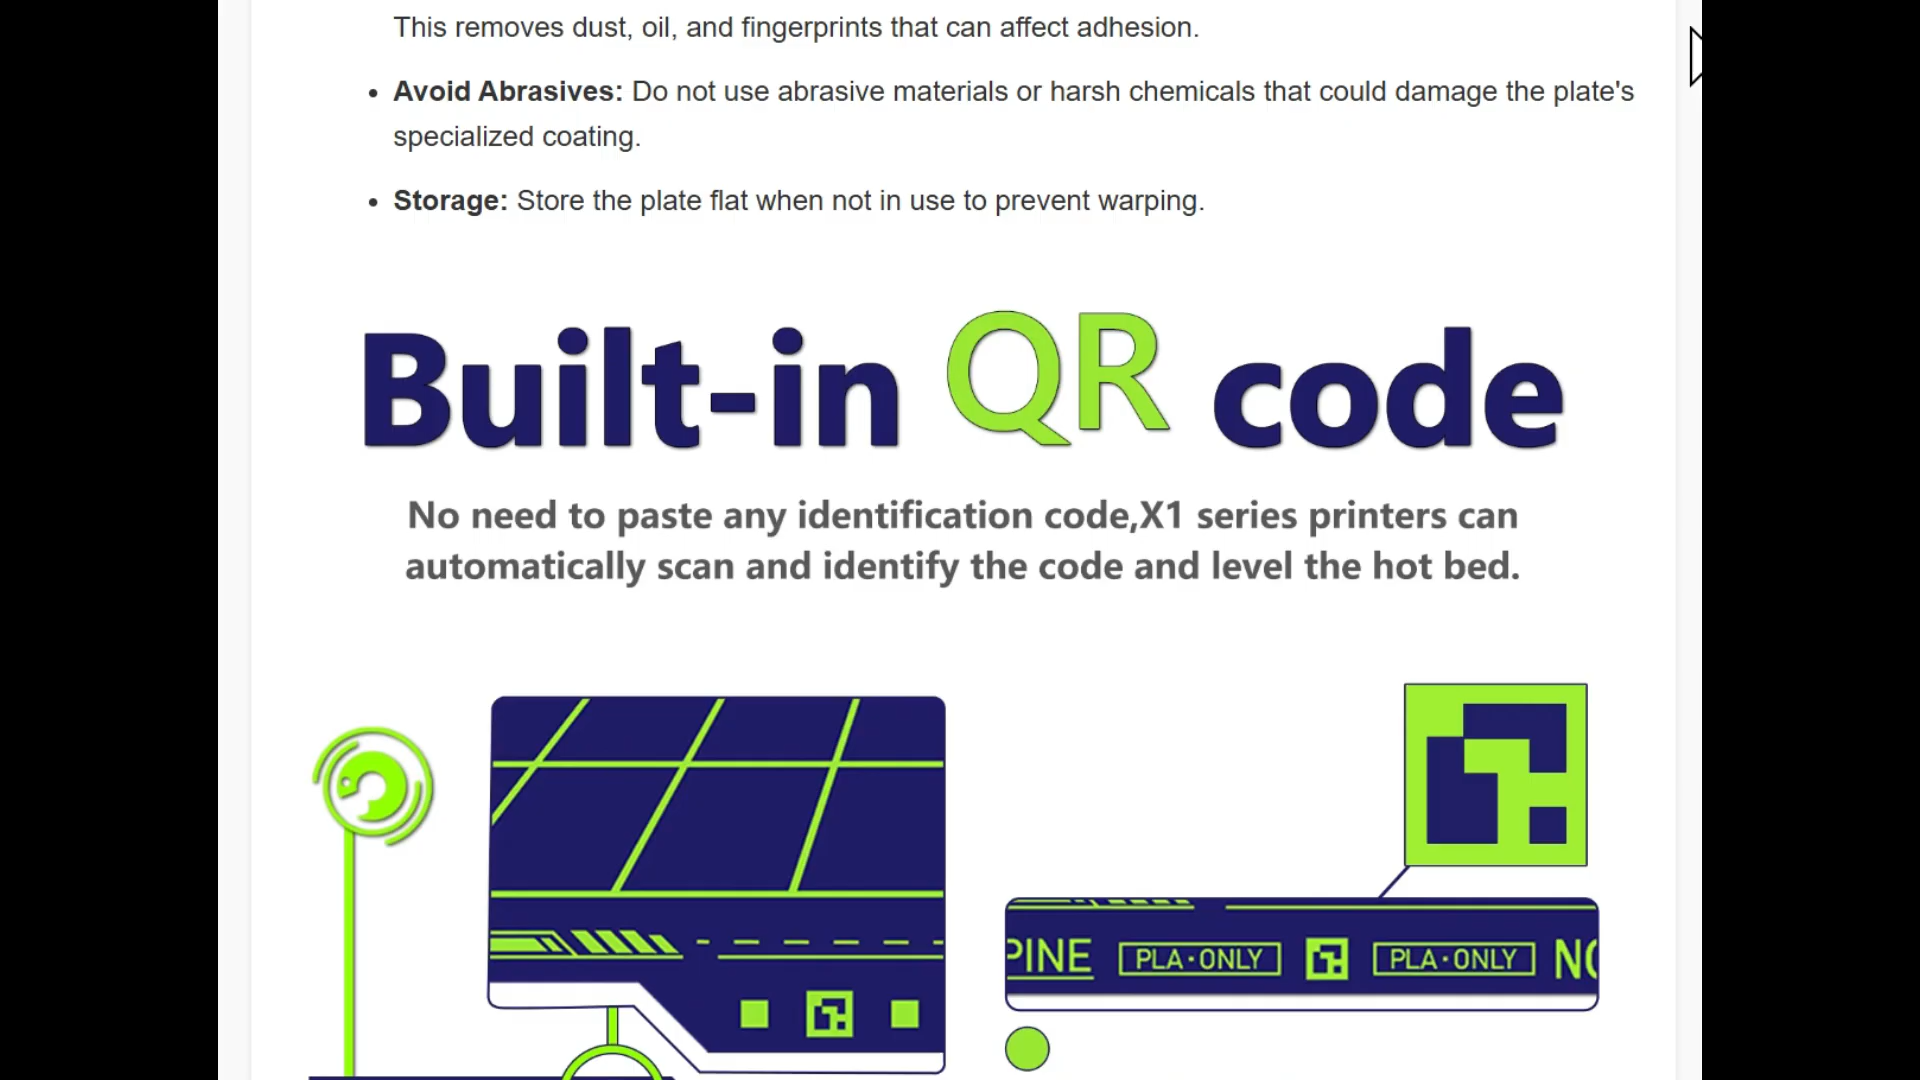 This removes dust, oil, and fingerprints that can affect adhesion.
• Avoid Abrasives: Do not use abrasive materials or harsh chemicals that could damage the plate's
specialized coating.
• Storage: Store the plate flat when not in use to prevent warping.
Built-in QR code
No need to paste any identification code,X1 series printers can
automatically scan and identify the code and level the hot bed.
PINE PLA·ONLY PLA·ONLY NO